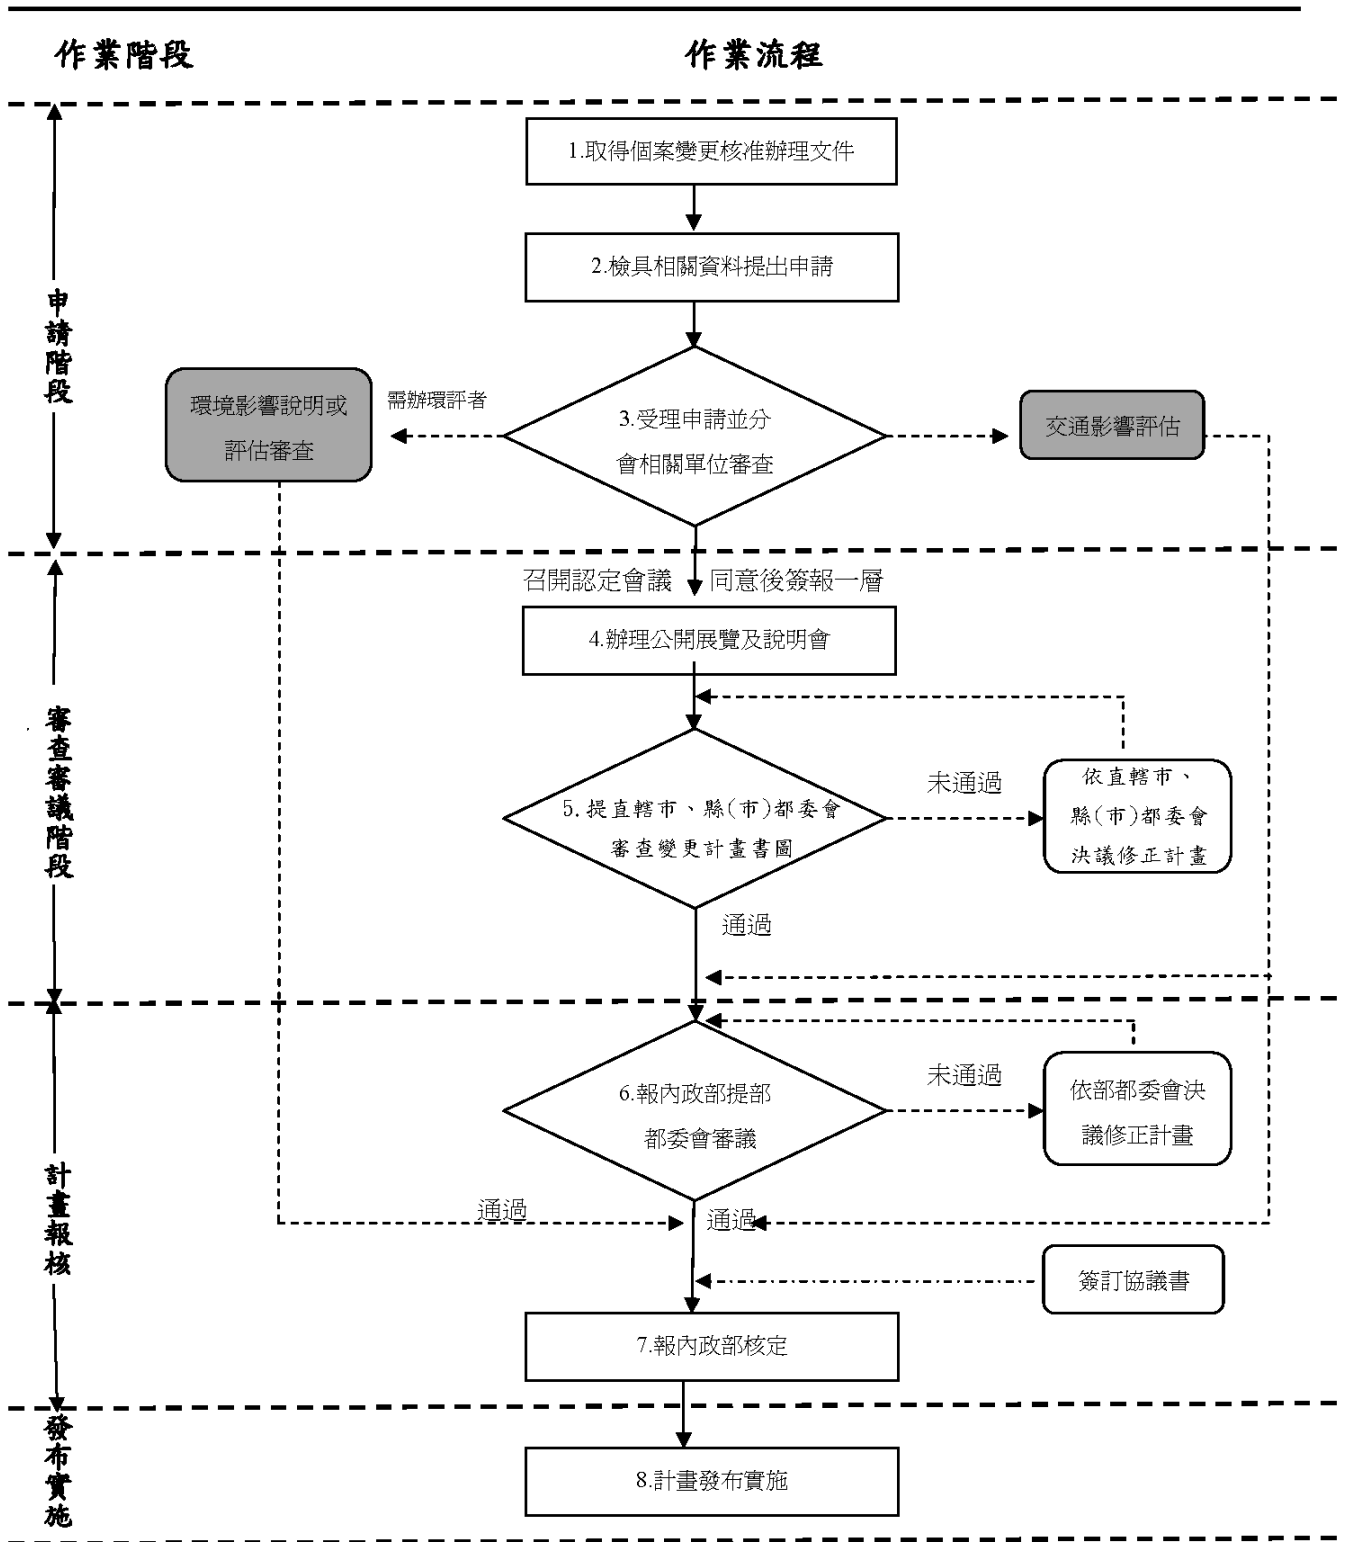 作業階段
作業流程
申請階段
1.取得個案變更核准辦理文件
2.檢具相關資料提出申請
環境影響說明或
評估審查
需辦環評者
3.受理申請並分
會相關單位審查
交通影響評估
審查審議階段
召開認定會議
同意後簽報一層
4.辦理公開展覽及說明會
5.提直轄市、縣(市)都委會
審查變更計畫書圖
未通過
依直轄市、
縣(市)都委會
決議修正計畫
通過
計畫報核
6.報內政部提部
都委會審議
未通過
依部都委會決
議修正計畫
通過
通過
簽訂協議書
7.報內政部核定
發布實施
8.計畫發布實施